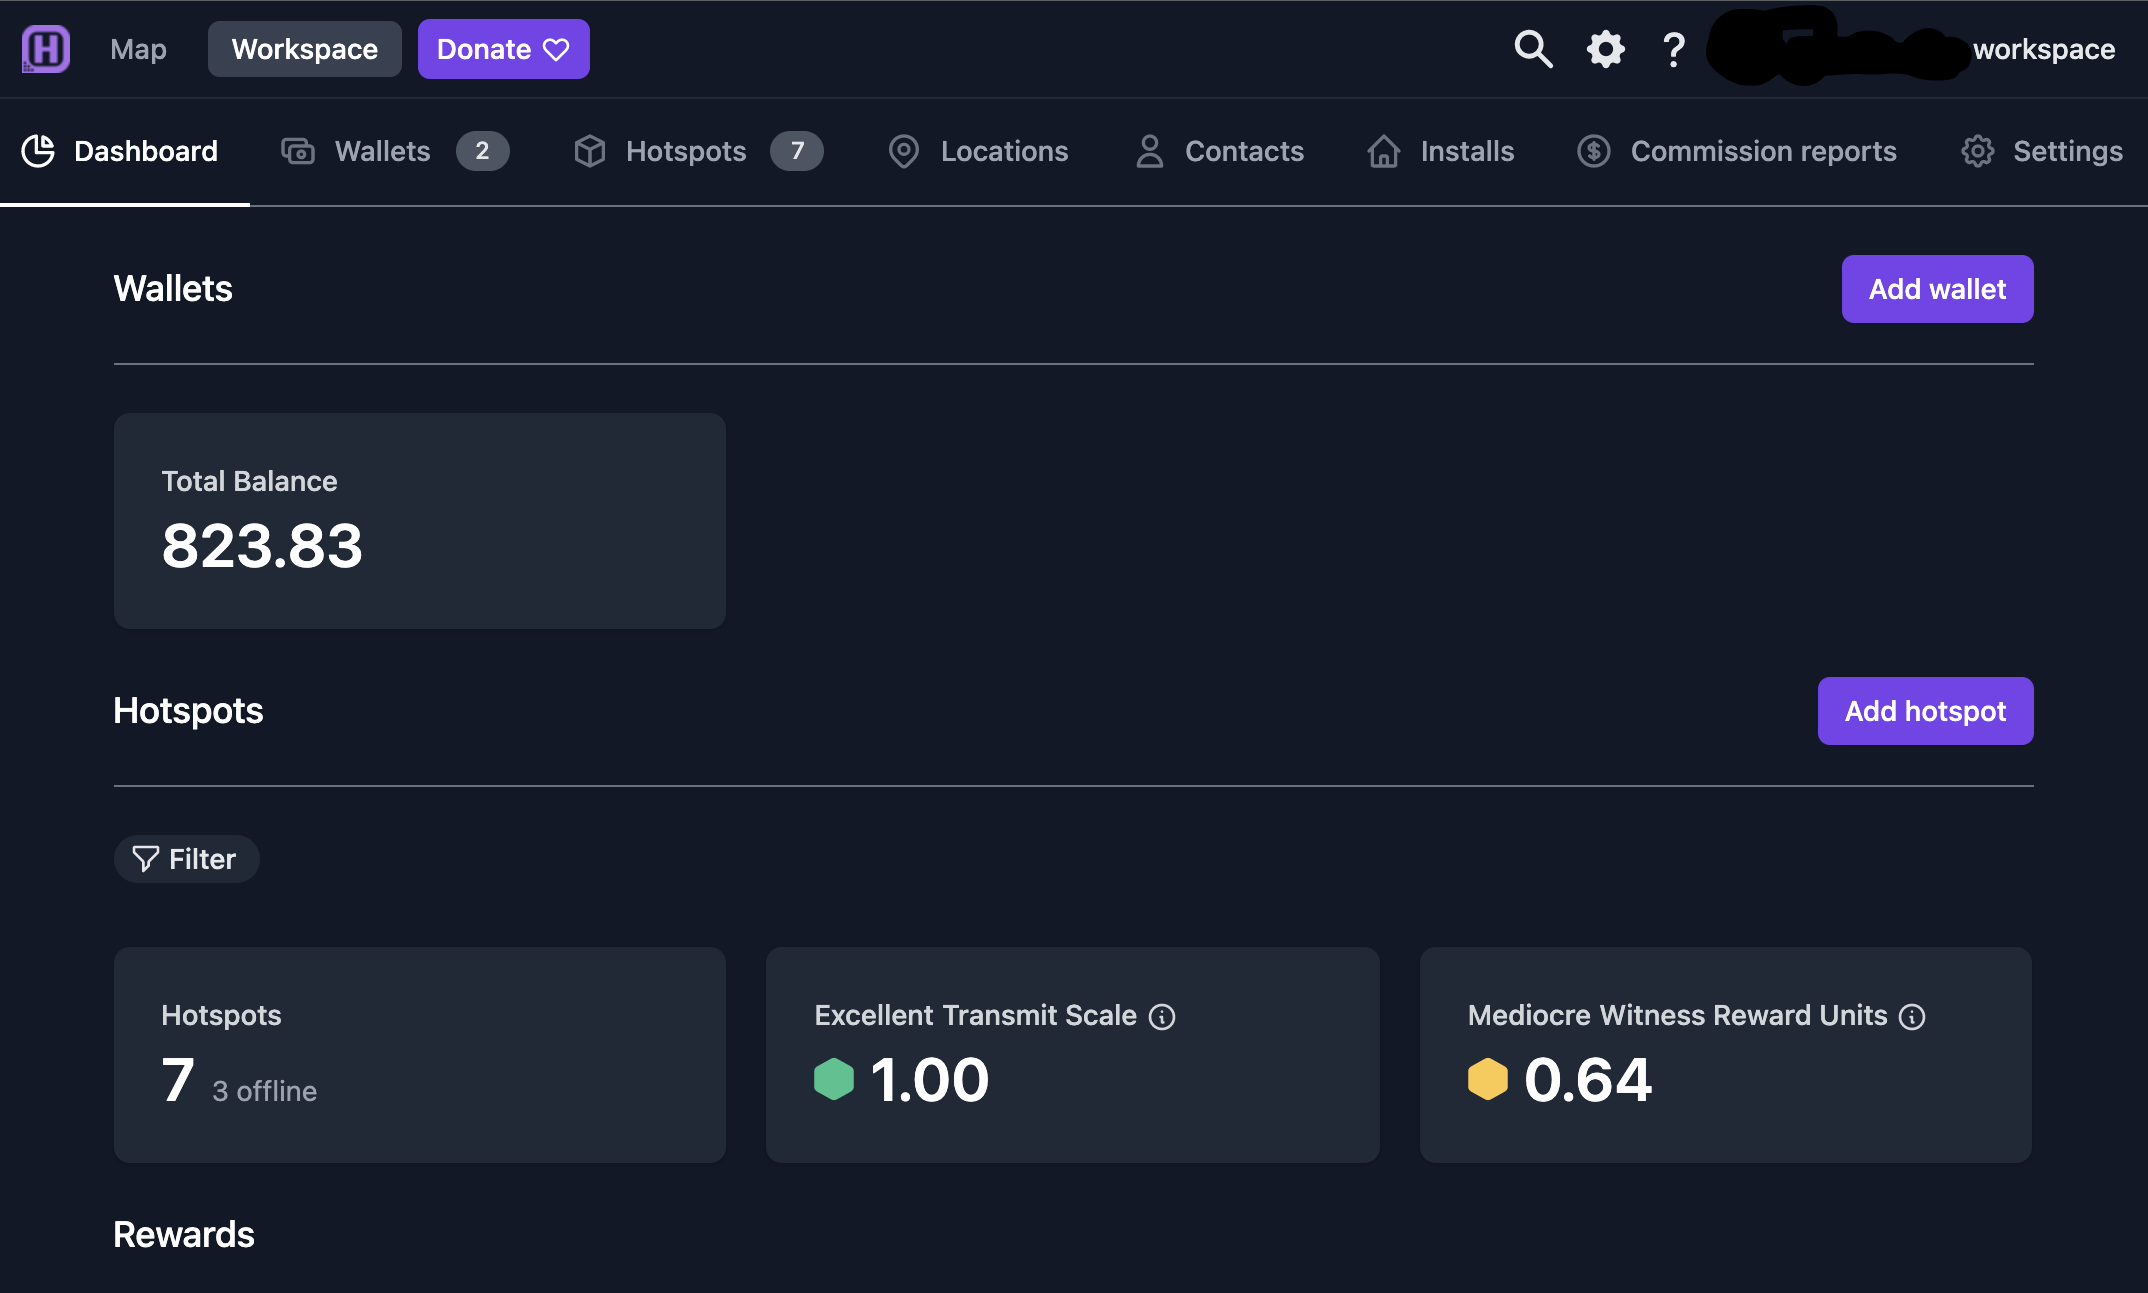 H Map Workspace Donate workspace
Dashboard Wallets 2 Hotspots 7 Locations Contacts Installs Commission reports Settings
Wallets Add wallet
Total Balance
823.83
Hotspots Add hotspot
Filter
Hotspots
7 3 offline
Excellent Transmit Scale
1.00
Mediocre Witness Reward Units
0.64
Rewards